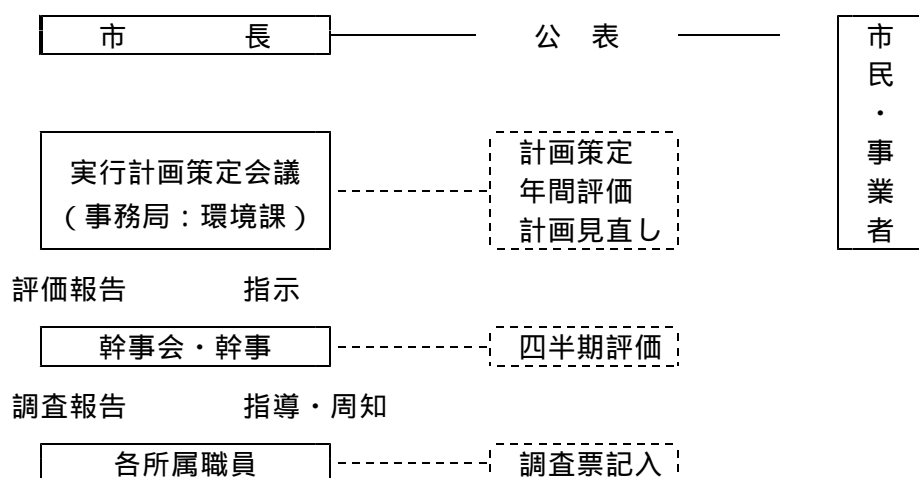 市　長　公　表
市民・事業者
実行計画策定会議
（事務局：環境課）
計画策定
年間評価
計画見直し
評価報告　指示
幹事会・幹事　四半期評価
調査報告　指導・周知
各所属職員　調査票記入